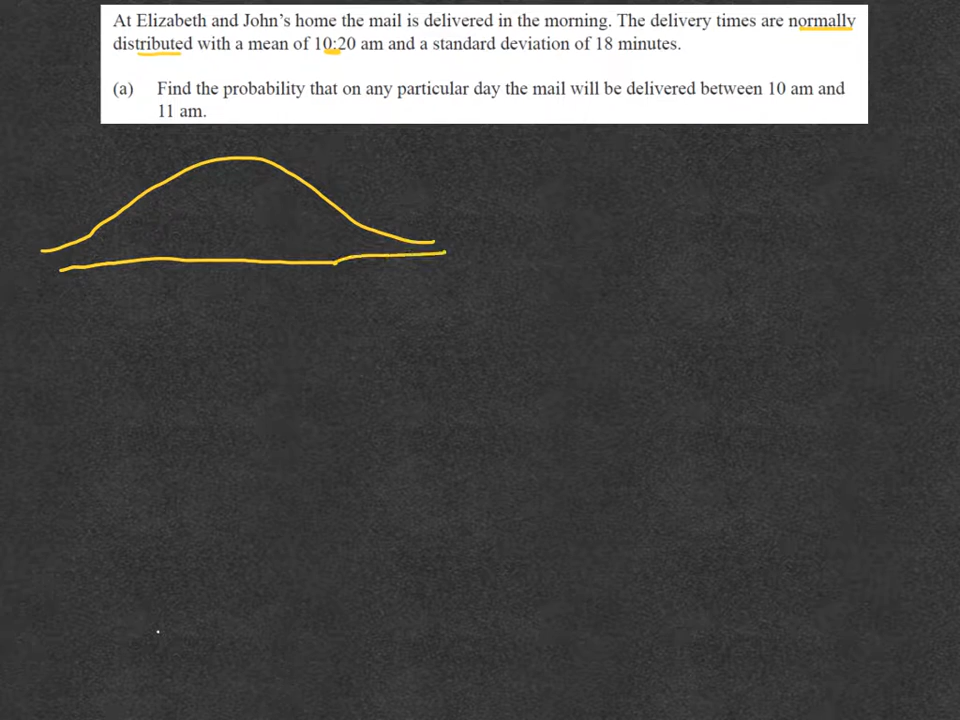 At Elizabeth and John’s home the mail is delivered in the morning. The delivery times are normally
distributed with a mean of 10:20 am and a standard deviation of 18 minutes.
(a) Find the probability that on any particular day the mail will be delivered between 10 am and
11 am.